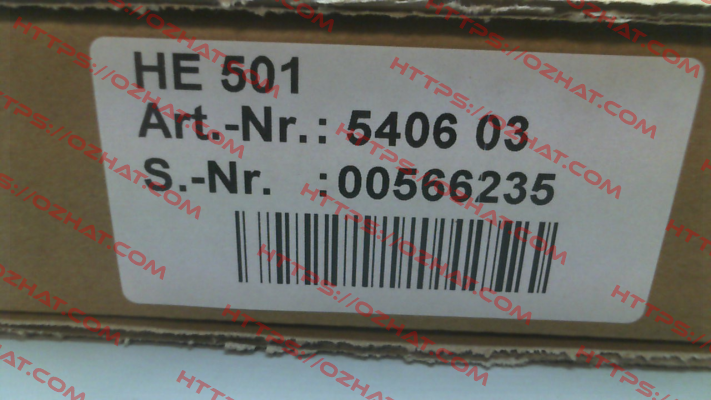 HE 501
Art.-Nr.: 5406 03
S.-Nr. :00566235
HTTPS://OZHAT.COM